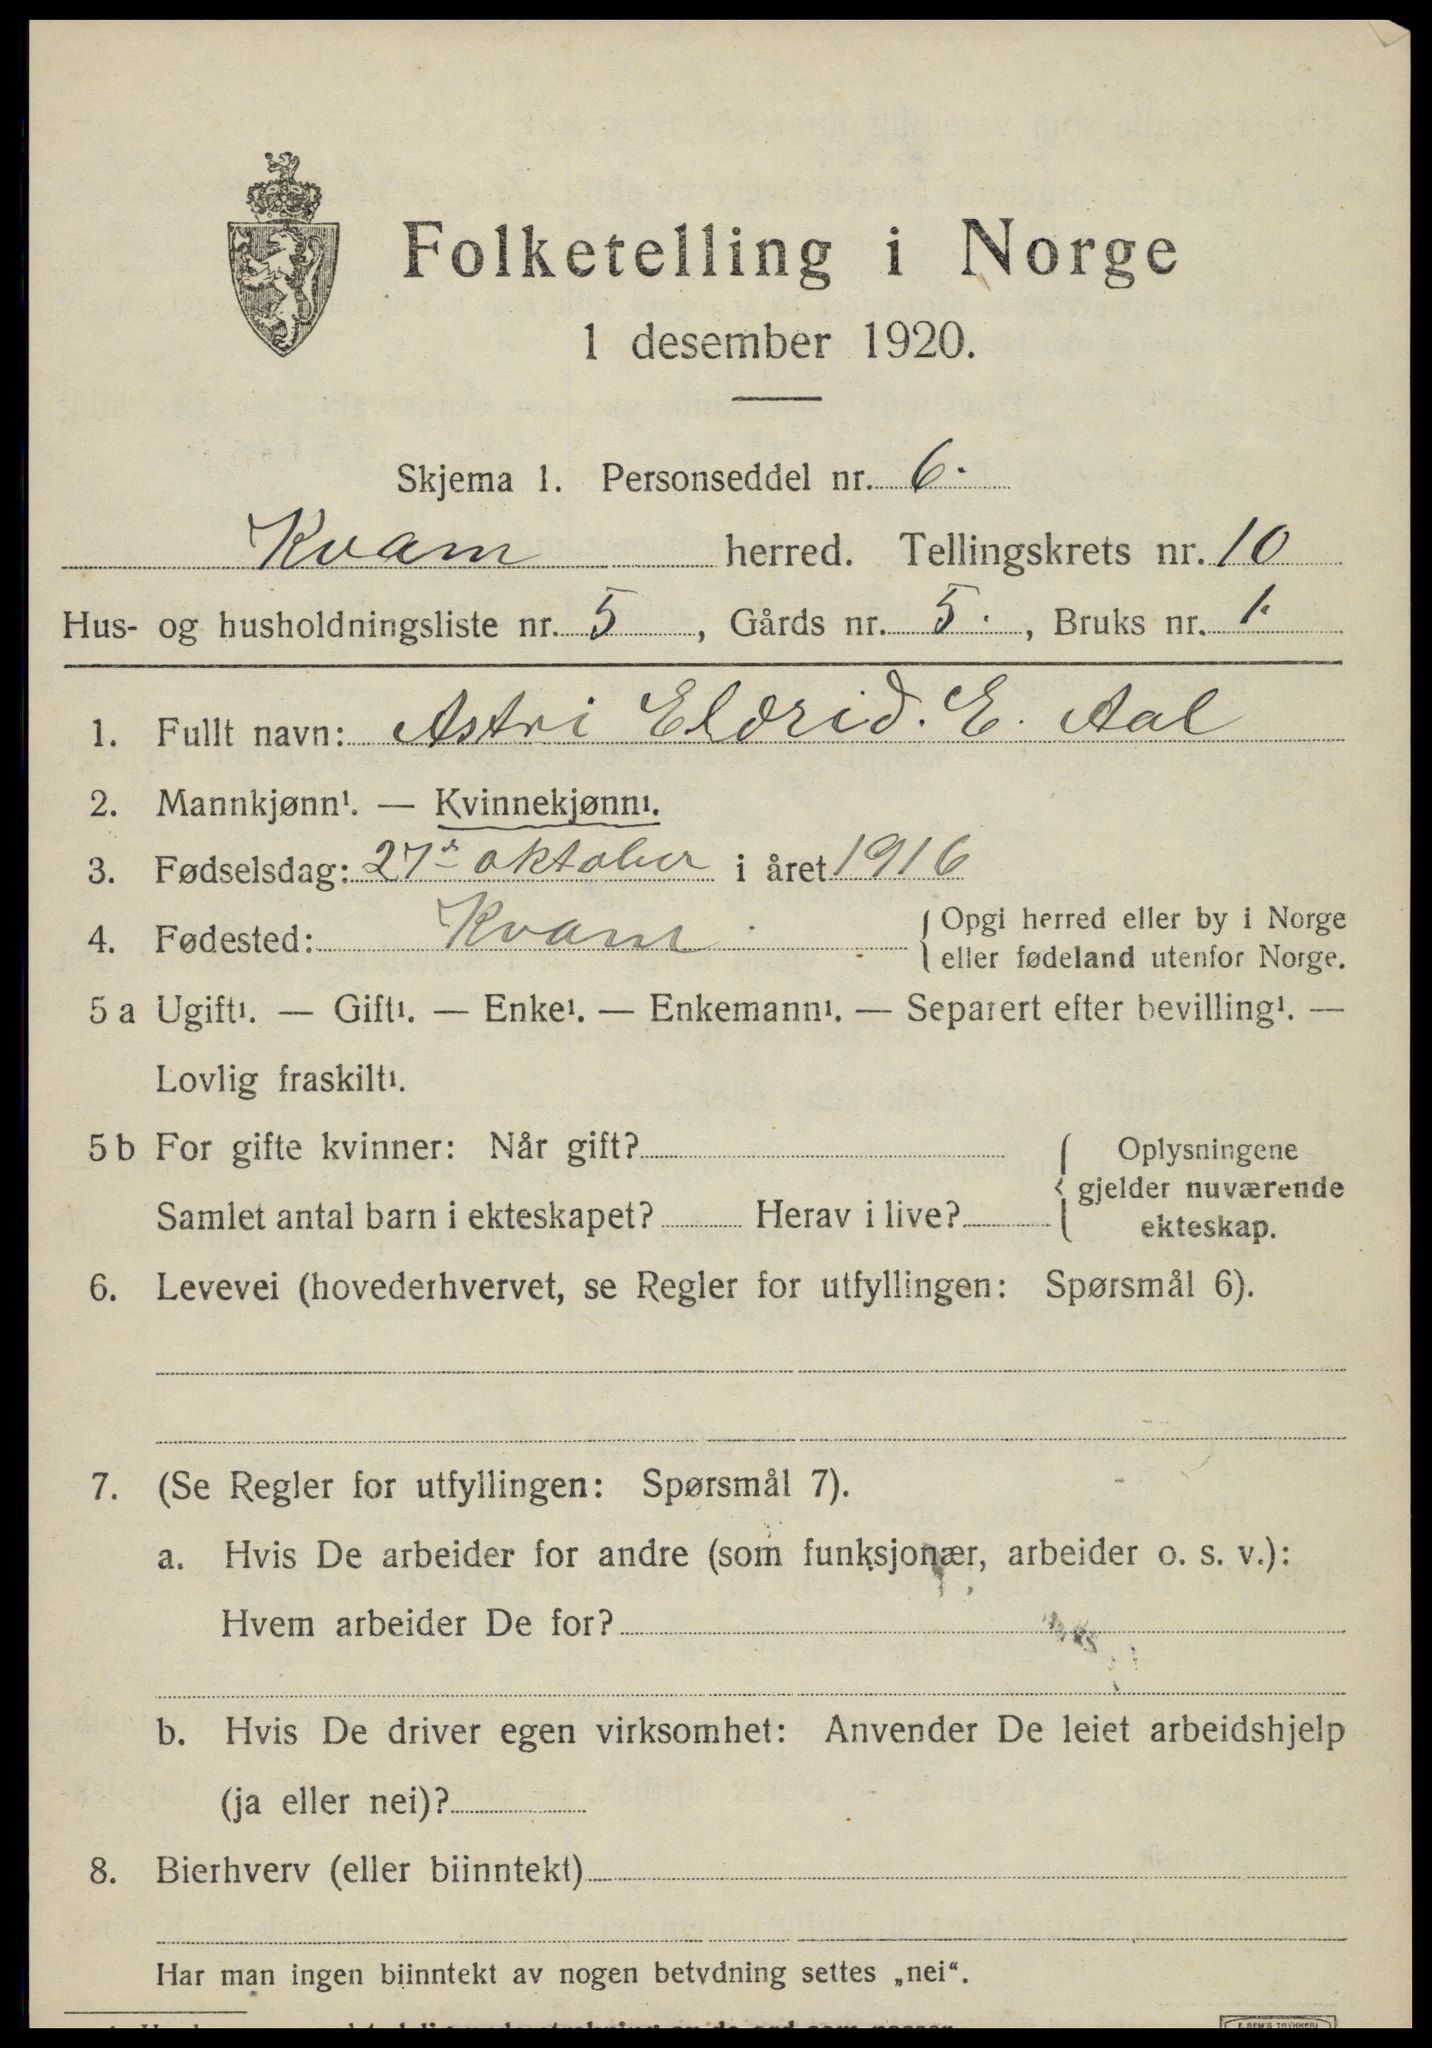 Folketelling i Norge
1 desember 1920.
Skjema 1. Personseddel nr. 6.
Kvam herred. Tellingskrets nr. 10
Hus- og husholdningsliste nr. 5, Gårds nr. 5., Bruks nr. 1.
1. Fullt navn: Astri Eldrid. E. Aal
2. Mannkjønn¹. — Kvinnekjønn¹.
3. Fødselsdag: 27de oktober i året 1916
4. Fødested: Kvam. Opgi herred eller by i Norge
eller fødeland utenfor Norge.
5 a Ugift¹. — Gift¹. — Enke¹. — Enkemann¹. — Separert efter bevilling¹. —
Lovlig fraskilt¹.
5 b For gifte kvinner: Når gift? Oplysningene
gjelder nuværende
Samlet antal barn i ekteskapet? Herav i live? ekteskap.
6. Levevei (hovederhvervet, se Regler for utfyllingen: Spørsmål 6).
7. (Se Regler for utfyllingen: Spørsmål 7).
a. Hvis De arbeider for andre (som funksjonær, arbeider o. s. v.):
Hvem arbeider De for?
b. Hvis De driver egen virksomhet: Anvender De leiet arbeidshjelp
(ja eller nei)?
8. Bierhverv (eller biinntekt)
Har man ingen biinntekt av nogen betydning settes „nei“.